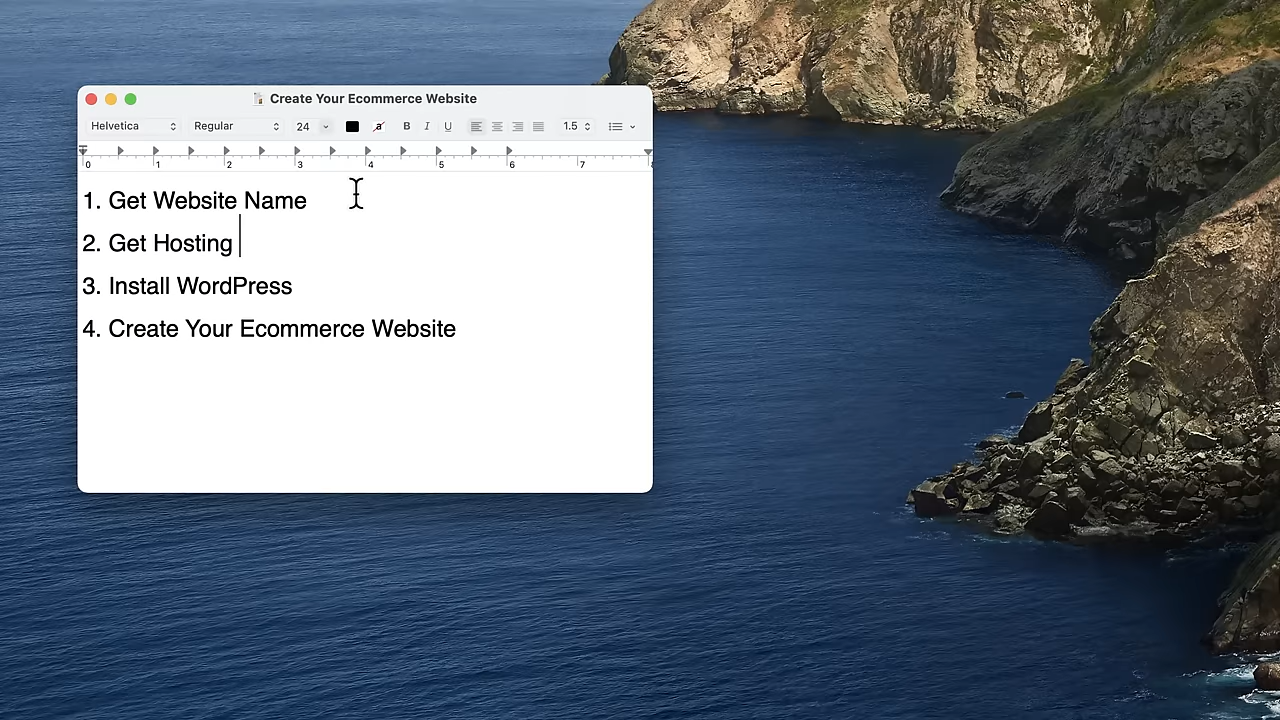 Create Your Ecommerce Website
Helvetica Regular 24 a B I U 1.5
0 1 2 3 4 5 6 7
1. Get Website Name
2. Get Hosting
3. Install WordPress
4. Create Your Ecommerce Website